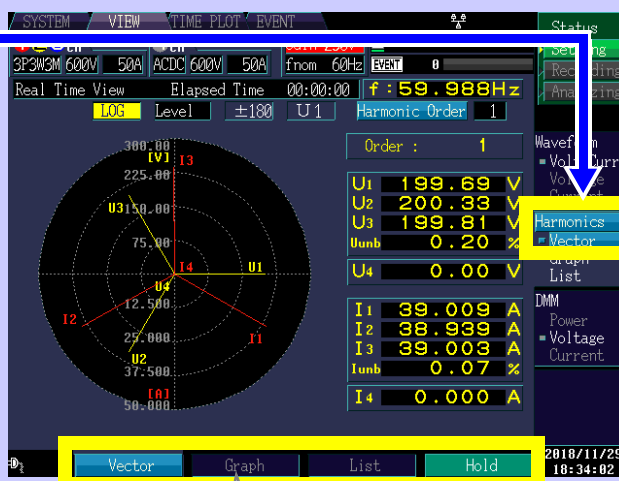 SYSTEM VIEW TIME PLOT EVENT
Status
Setting
3P3W3M 600V 50A ACDC 600V 50A fnom 60Hz EVENT 0
Recording
Real Time View Elapsed Time 00:00:00 f:59.988Hz
Analyzing
LOG Level ±180 U1 Harmonic Order 1
Order : 1
Waveform
Volt/Curr
Voltage
Current
300.00
[V]
I3
225.00
U3
150.00
75.00
I4
U1
U4
12.500
I2
I1
25.000
U2
37.500
[A]
50.000
U1 199.69 V
U2 200.33 V
U3 199.81 V
Uunb 0.20 %
U4 0.00 V
I1 39.009 A
I2 38.939 A
I3 39.003 A
Iunb 0.07 %
I4 0.000 A
Harmonics
Vector
Graph
List
DMM
Power
Voltage
Current
Vector Graph List Hold
2018/11/29
18:34:02